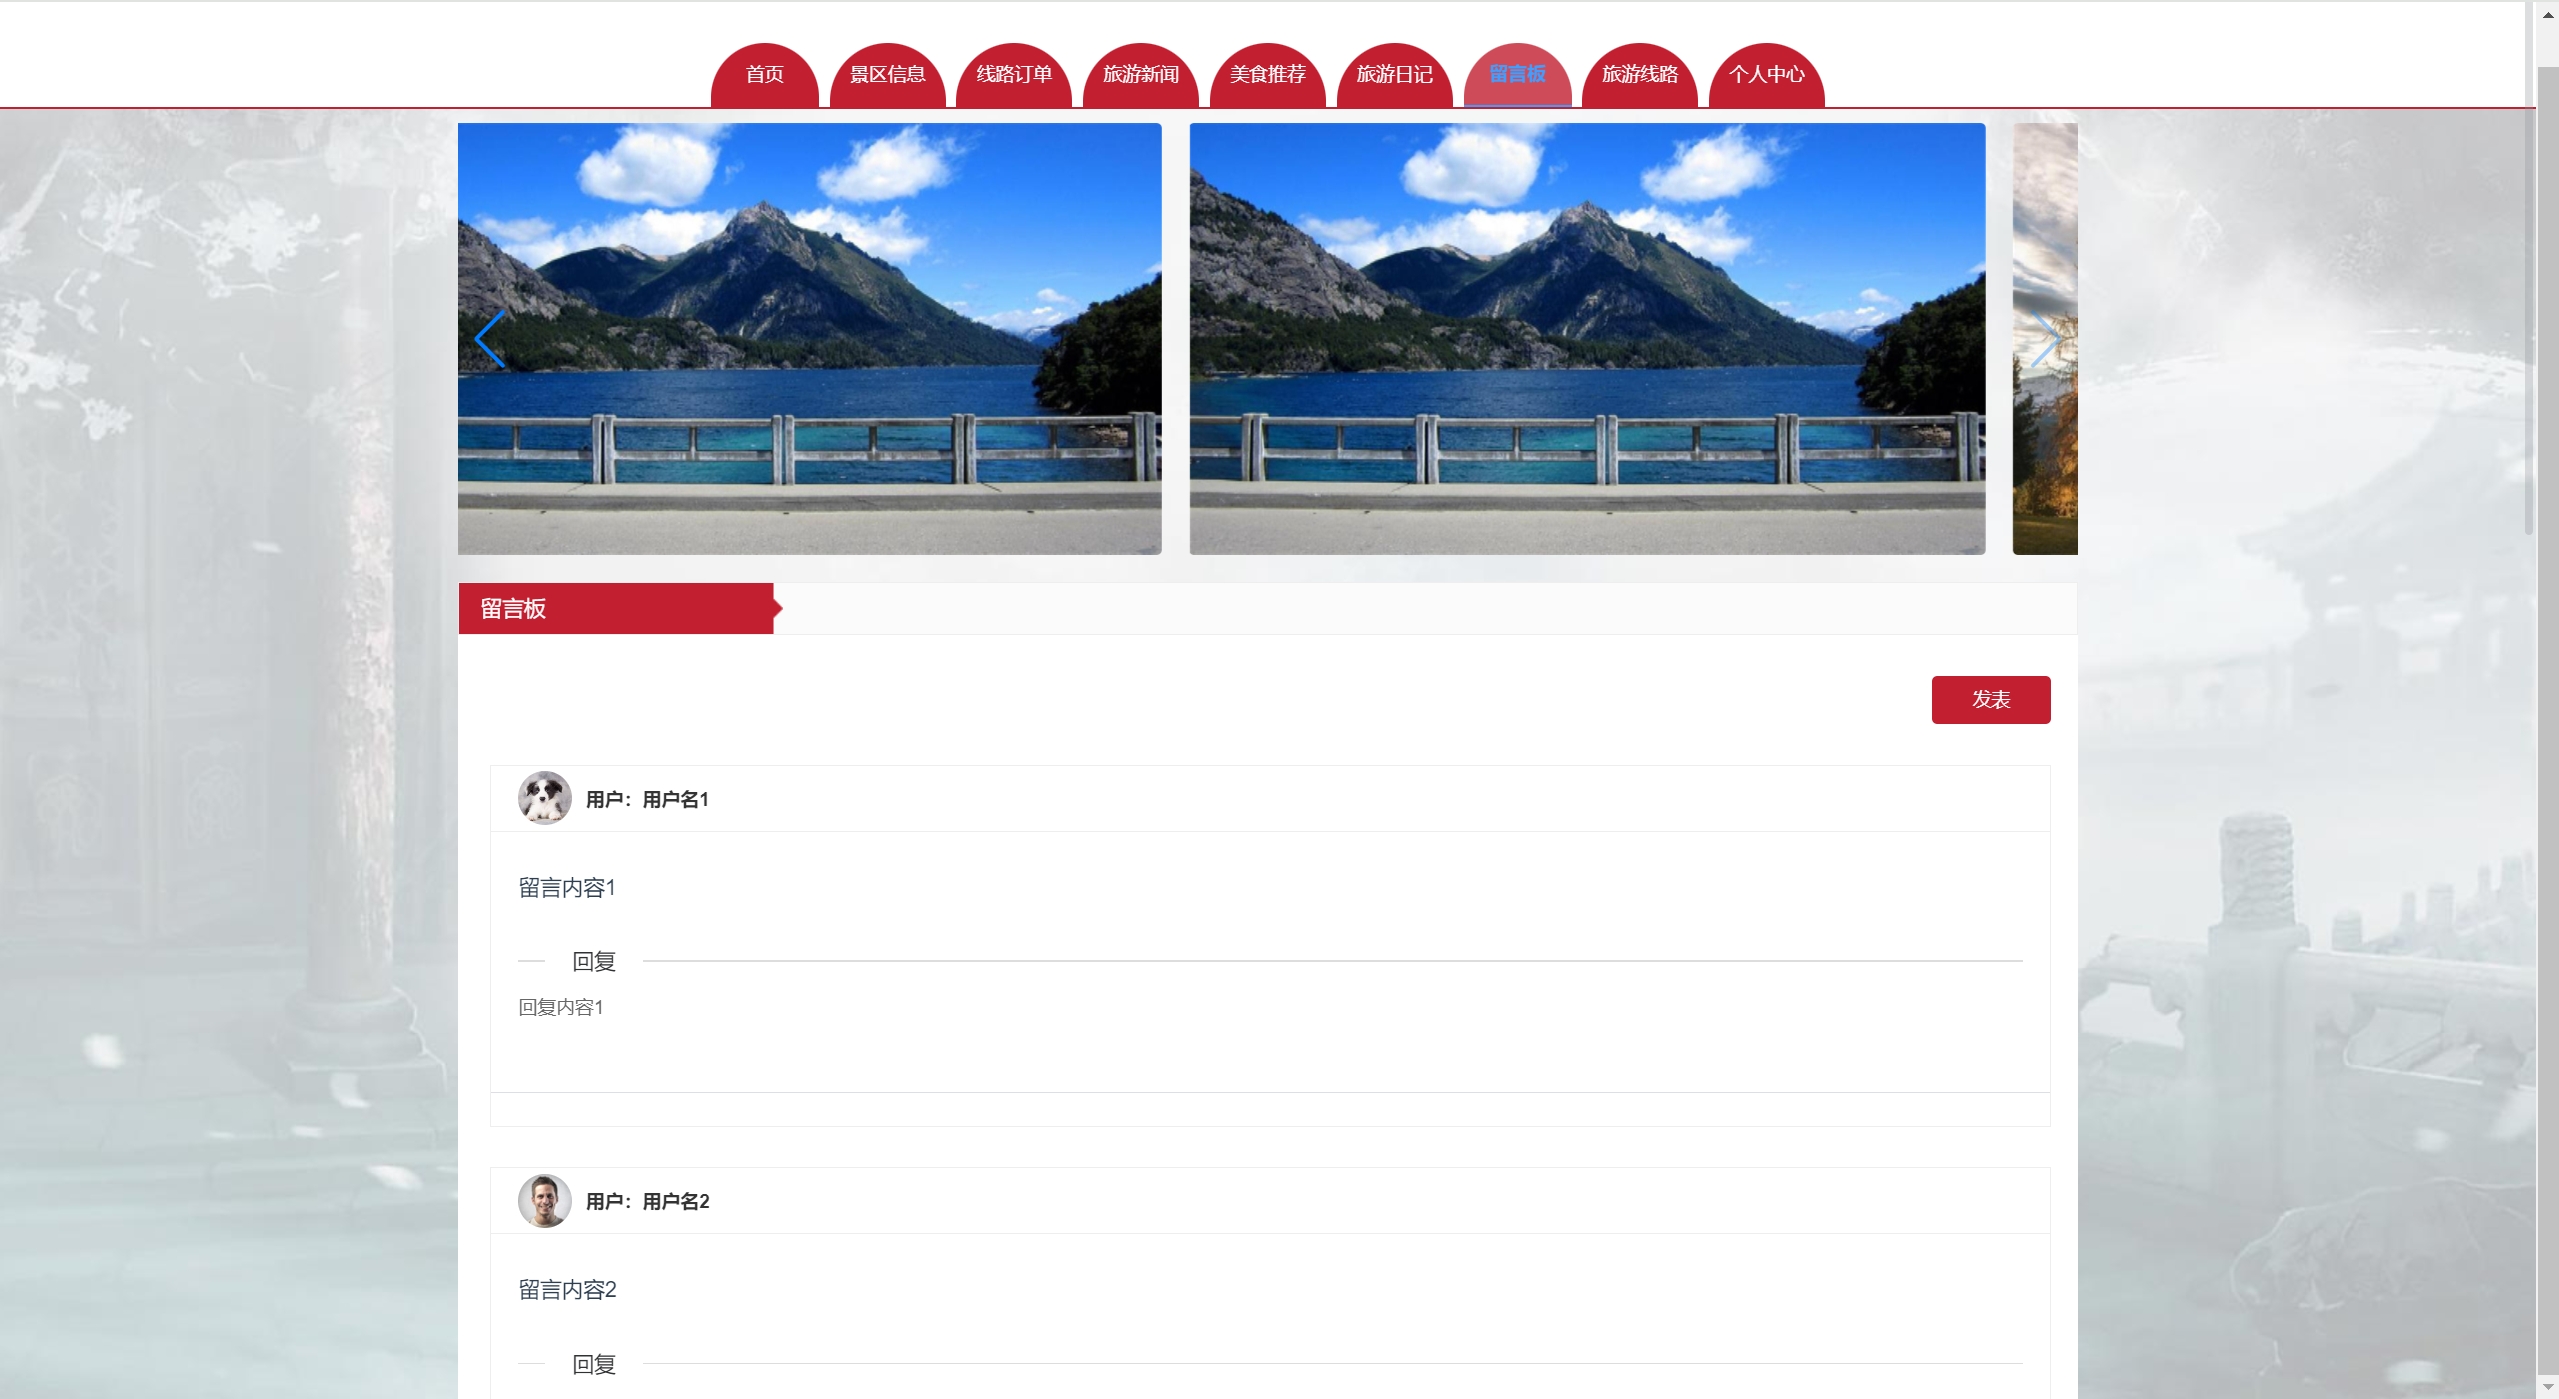 首页 景区信息 线路订单 旅游新闻 美食推荐 旅游日记 留言板 旅游线路 个人中心
留言板
发表
用户：用户名1
留言内容1
回复
回复内容1
用户：用户名2
留言内容2
回复